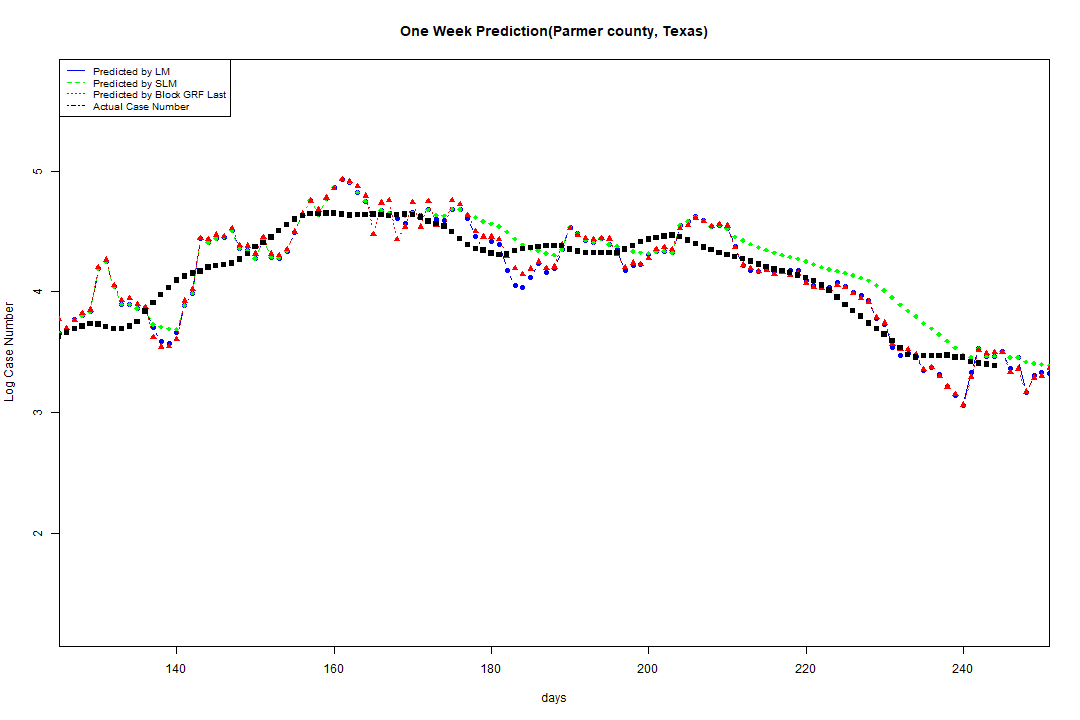 One Week Prediction(Parmer county, Texas)
Predicted by LM
Predicted by SLM
Predicted by Block GRF Last
Actual Case Number
5
4
3
2
Log Case Number
140 160 180 200 220 240
days